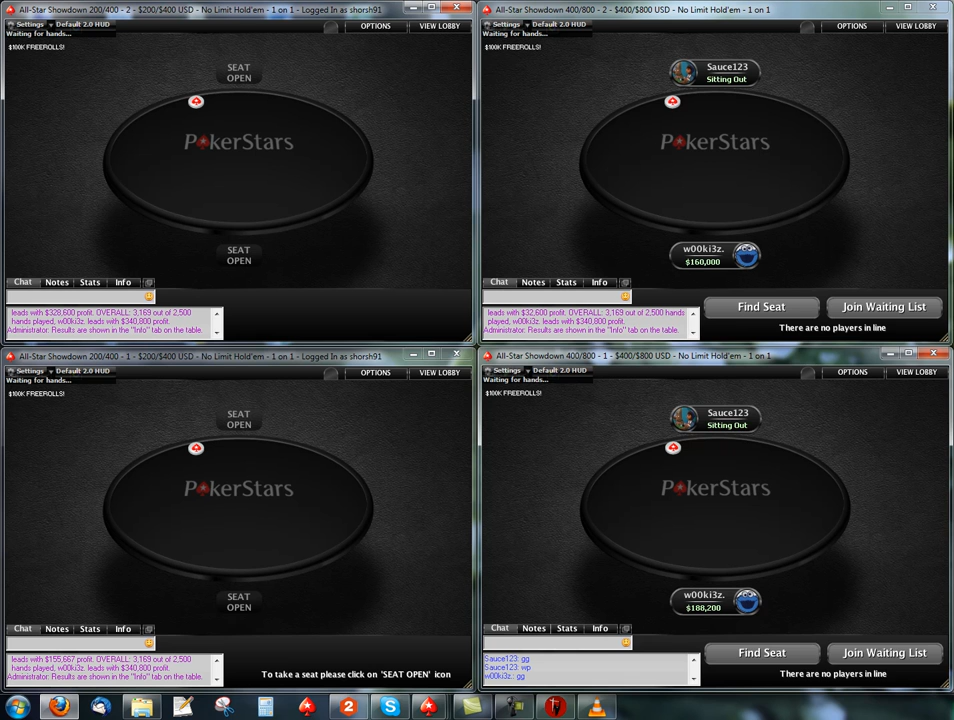 All-Star Showdown 200/400 - 2 - $200/$400 USD - No Limit Hold'em - 1 on 1 - Logged In as shorsh91
Settings Default 2.0 HUD
OPTIONS VIEW LOBBY
Waiting for hands...
$100K FREEROLLS!
SEAT
OPEN
PokerStars
SEAT
OPEN
Chat Notes Stats Info
leads with $328,600 profit. OVERALL: 3,169 out of 2,500
hands played, w00ki3z. leads with $340,800 profit.
Administrator: Results are shown in the "Info" tab on the table.
All-Star Showdown 400/800 - 2 - $400/$800 USD - No Limit Hold'em - 1 on 1
Settings Default 2.0 HUD
OPTIONS VIEW LOBBY
Waiting for hands...
$100K FREEROLLS!
Sauce123
Sitting Out
PokerStars
w00ki3z.
$160,000
Chat Notes Stats Info
Find Seat Join Waiting List
There are no players in line
leads with $32,600 profit. OVERALL: 3,169 out of 2,500 hands
played, w00ki3z. leads with $340,800 profit.
Administrator: Results are shown in the "Info" tab on the table.
All-Star Showdown 200/400 - 1 - $200/$400 USD - No Limit Hold'em - 1 on 1 - Logged In as shorsh91
Settings Default 2.0 HUD
OPTIONS VIEW LOBBY
Waiting for hands...
$100K FREEROLLS!
SEAT
OPEN
PokerStars
SEAT
OPEN
Chat Notes Stats Info
leads with $155,667 profit. OVERALL: 3,169 out of 2,500
hands played, w00ki3z. leads with $340,800 profit.
Administrator: Results are shown in the "Info" tab on the table.
To take a seat please click on 'SEAT OPEN' icon
All-Star Showdown 400/800 - 1 - $400/$800 USD - No Limit Hold'em - 1 on 1
Settings Default 2.0 HUD
OPTIONS VIEW LOBBY
Waiting for hands...
$100K FREEROLLS!
Sauce123
Sitting Out
PokerStars
w00ki3z.
$188,200
Chat Notes Stats Info
Find Seat Join Waiting List
There are no players in line
Sauce123: gg
Sauce123: wp
w00ki3z.: gg
2